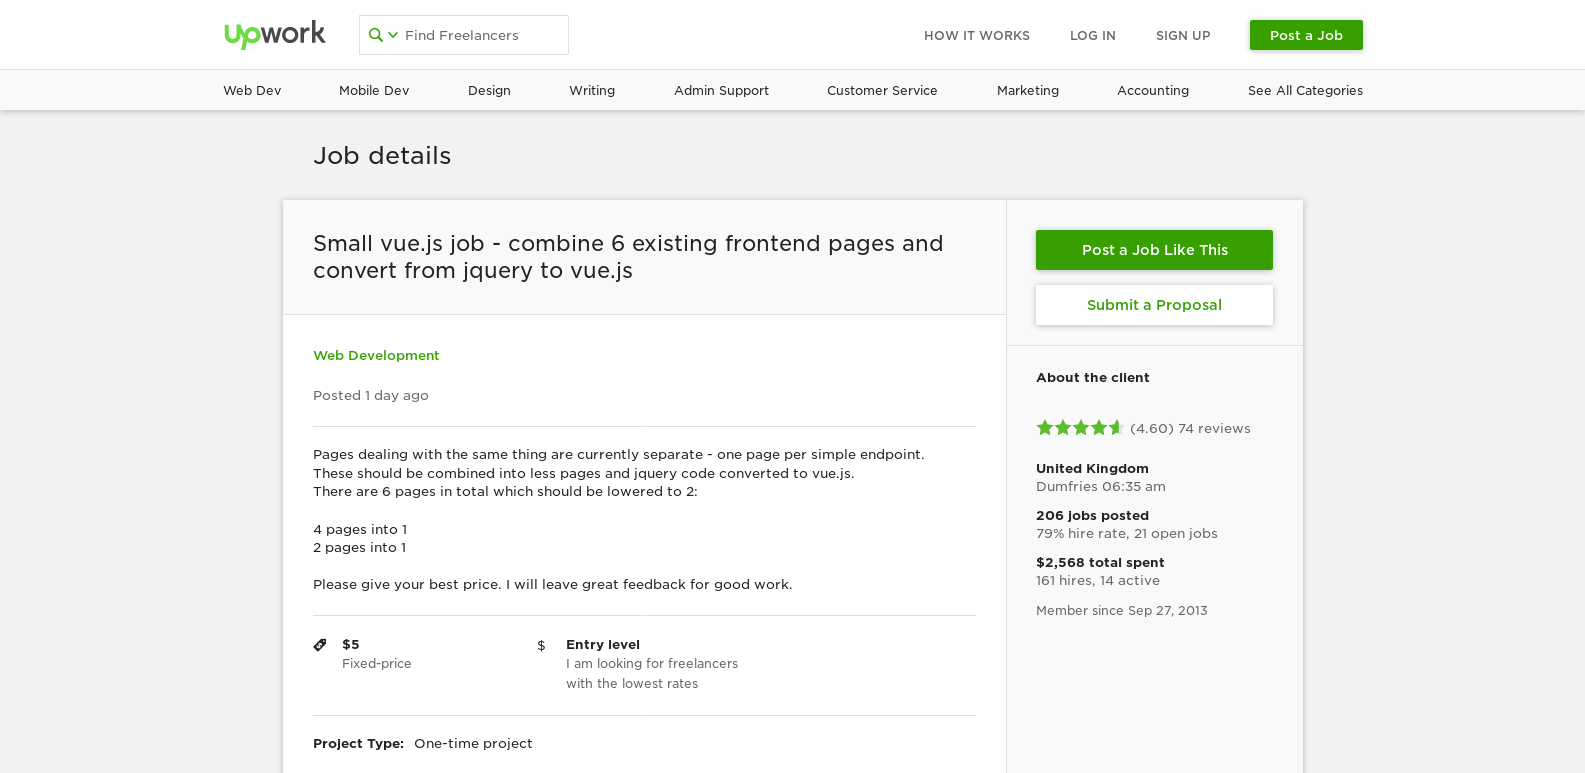 upwork
Find Freelancers
HOW IT WORKS
LOG IN
SIGN UP
Post a Job
Web Dev
Mobile Dev
Design
Writing
Admin Support
Customer Service
Marketing
Accounting
See All Categories
Job details
Small vue.js job - combine 6 existing frontend pages and
convert from jquery to vue.js
Web Development
Posted 1 day ago
Pages dealing with the same thing are currently separate - one page per simple endpoint.
These should be combined into less pages and jquery code converted to vue.js.
There are 6 pages in total which should be lowered to 2:
4 pages into 1
2 pages into 1
Please give your best price. I will leave great feedback for good work.
$5
Fixed-price
$
Entry level
I am looking for freelancers
with the lowest rates
Project Type: One-time project
Post a Job Like This
Submit a Proposal
About the client
(4.60) 74 reviews
United Kingdom
Dumfries 06:35 am
206 jobs posted
79% hire rate, 21 open jobs
$2,568 total spent
161 hires, 14 active
Member since Sep 27, 2013